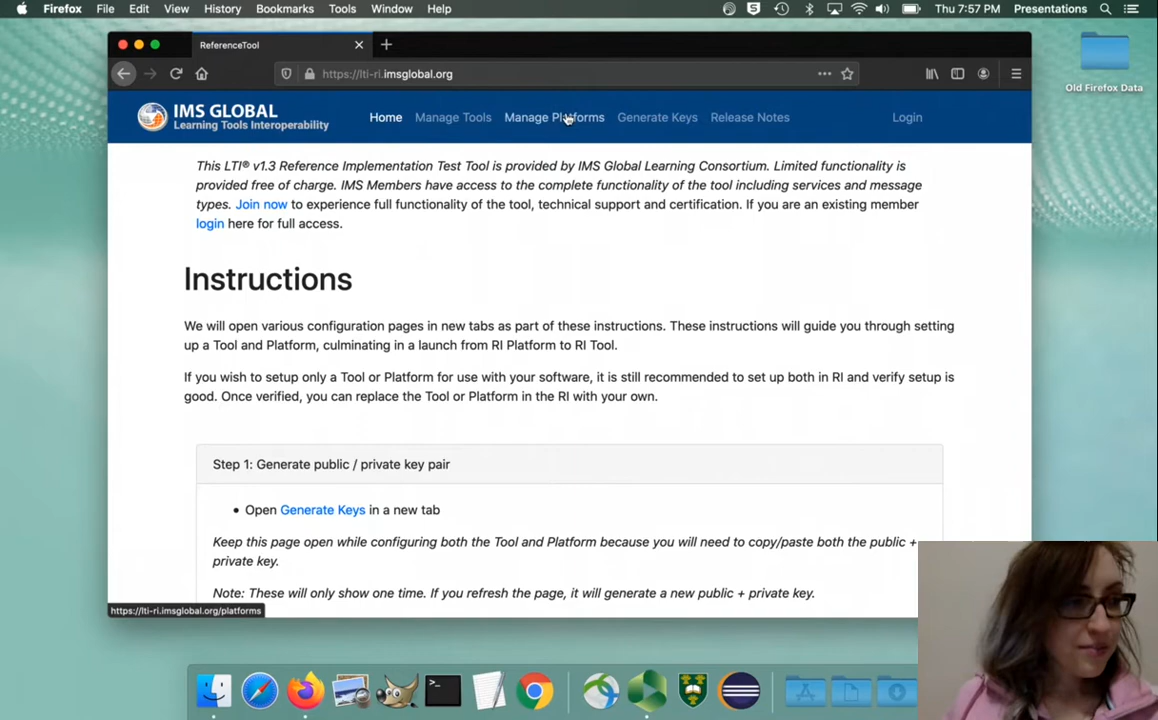 Firefox File Edit View History Bookmarks Tools Window Help Thu 7:57 PM Presentations
ReferenceTool
https://lti-ri.imsglobal.org
Old Firefox Data
IMS GLOBAL
Learning Tools Interoperability
Home Manage Tools Manage Platforms Generate Keys Release Notes Login
This LTI® v1.3 Reference Implementation Test Tool is provided by IMS Global Learning Consortium. Limited functionality is
provided free of charge. IMS Members have access to the complete functionality of the tool including services and message
types. Join now to experience full functionality of the tool, technical support and certification. If you are an existing member
login here for full access.
Instructions
We will open various configuration pages in new tabs as part of these instructions. These instructions will guide you through setting
up a Tool and Platform, culminating in a launch from RI Platform to RI Tool.
If you wish to setup only a Tool or Platform for use with your software, it is still recommended to set up both in RI and verify setup is
good. Once verified, you can replace the Tool or Platform in the RI with your own.
Step 1: Generate public / private key pair
• Open Generate Keys in a new tab
Keep this page open while configuring both the Tool and Platform because you will need to copy/paste both the public +
private key.
Note: These will only show one time. If you refresh the page, it will generate a new public + private key.
https://lti-ri.imsglobal.org/platforms